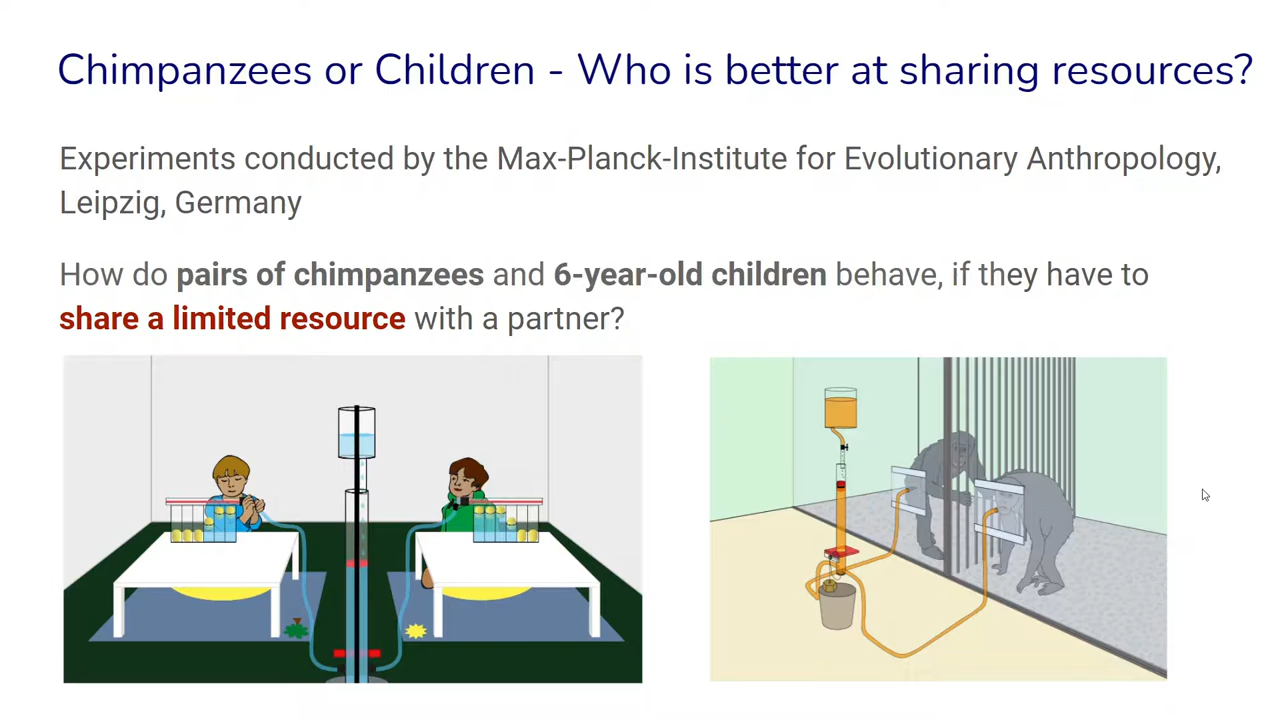 Chimpanzees or Children - Who is better at sharing resources?
Experiments conducted by the Max-Planck-Institute for Evolutionary Anthropology,
Leipzig, Germany
How do pairs of chimpanzees and 6-year-old children behave, if they have to
share a limited resource with a partner?